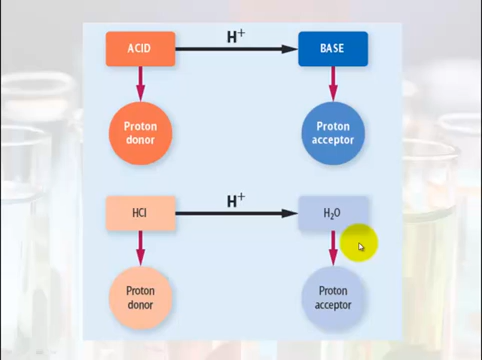 ACID
H⁺
BASE
Proton
donor
Proton
acceptor
HCl
H⁺
H₂O
Proton
donor
Proton
acceptor